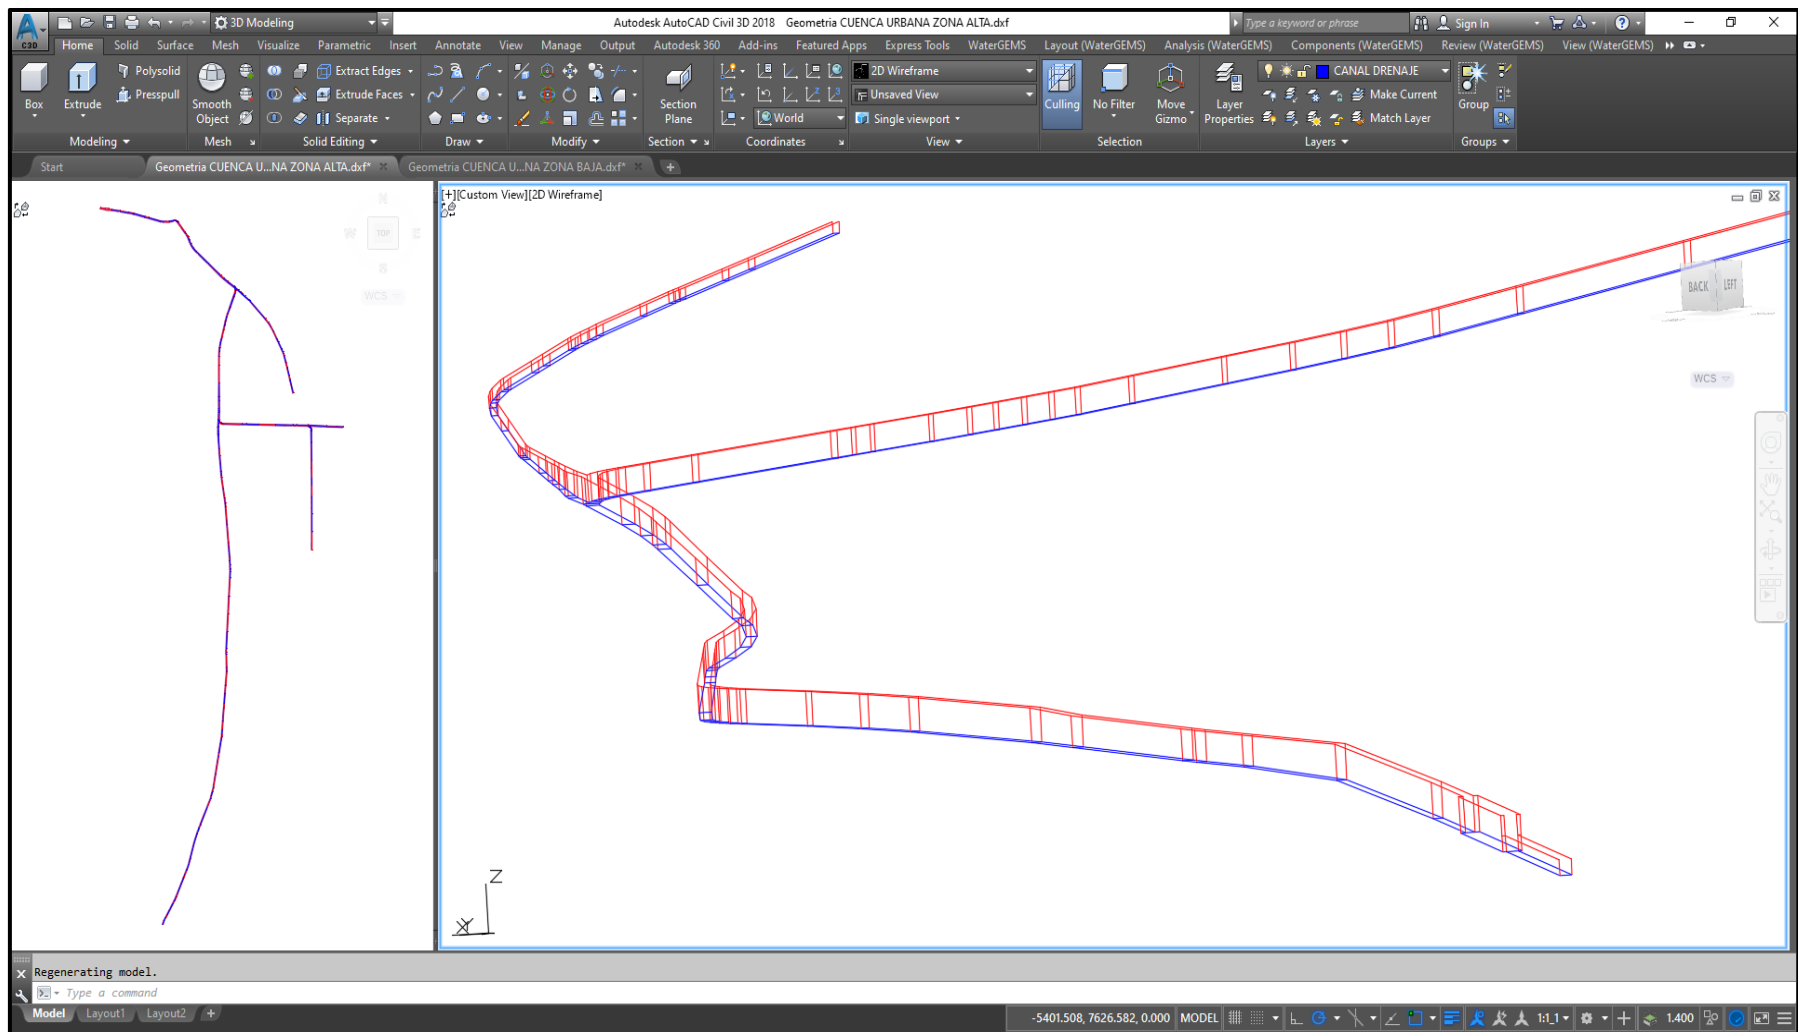 3D Modeling
Autodesk AutoCAD Civil 3D 2018 Geometria CUENCA URBANA ZONA ALTA.dxf
Type a keyword or phrase
Sign In
C3D
Home Solid Surface Mesh Visualize Parametric Insert Annotate View Manage Output Autodesk 360 Add-ins Featured Apps Express Tools WaterGEMS Layout (WaterGEMS) Analysis (WaterGEMS) Components (WaterGEMS) Review (WaterGEMS) View (WaterGEMS)
Box
Extrude
Polysolid
Presspull
Smooth
Object
Extract Edges
Extrude Faces
Separate
Section
Plane
World
2D Wireframe
Unsaved View
Single viewport
Culling
No Filter
Move
Gizmo
Layer
Properties
CANAL DRENAJE
Make Current
Match Layer
Group
Modeling Mesh Solid Editing Draw Modify Section Coordinates View Selection Layers Groups
Start Geometria CUENCA U...NA ZONA ALTA.dxf* Geometria CUENCA U...NA ZONA BAJA.dxf*
[+][Custom View][2D Wireframe]
N
W TOP E
S
WCS
BACK LEFT
WCS
Z
X
Y
Regenerating model.
Type a command
Model Layout1 Layout2 +
-5401.508, 7626.582, 0.000 MODEL 1:1_1 1.400